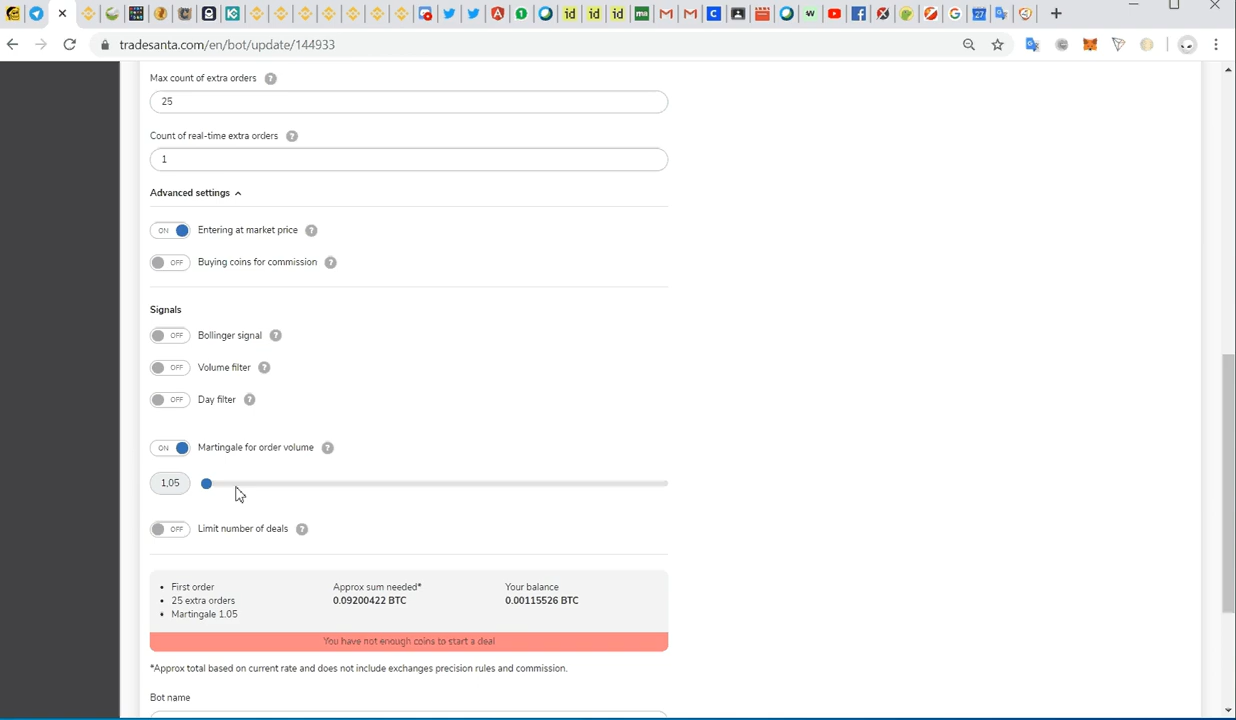 tradesanta.com/en/bot/update/144933
Max count of extra orders ?
25
Count of real-time extra orders ?
1
Advanced settings
ON Entering at market price ?
OFF Buying coins for commission ?
Signals
OFF Bollinger signal ?
OFF Volume filter ?
OFF Day filter ?
ON Martingale for order volume ?
1,05
OFF Limit number of deals ?
First order Approx sum needed* Your balance
25 extra orders 0.09200422 BTC 0.00115526 BTC
Martingale 1.05
You have not enough coins to start a deal
*Approx total based on current rate and does not include exchanges precision rules and commission.
Bot name